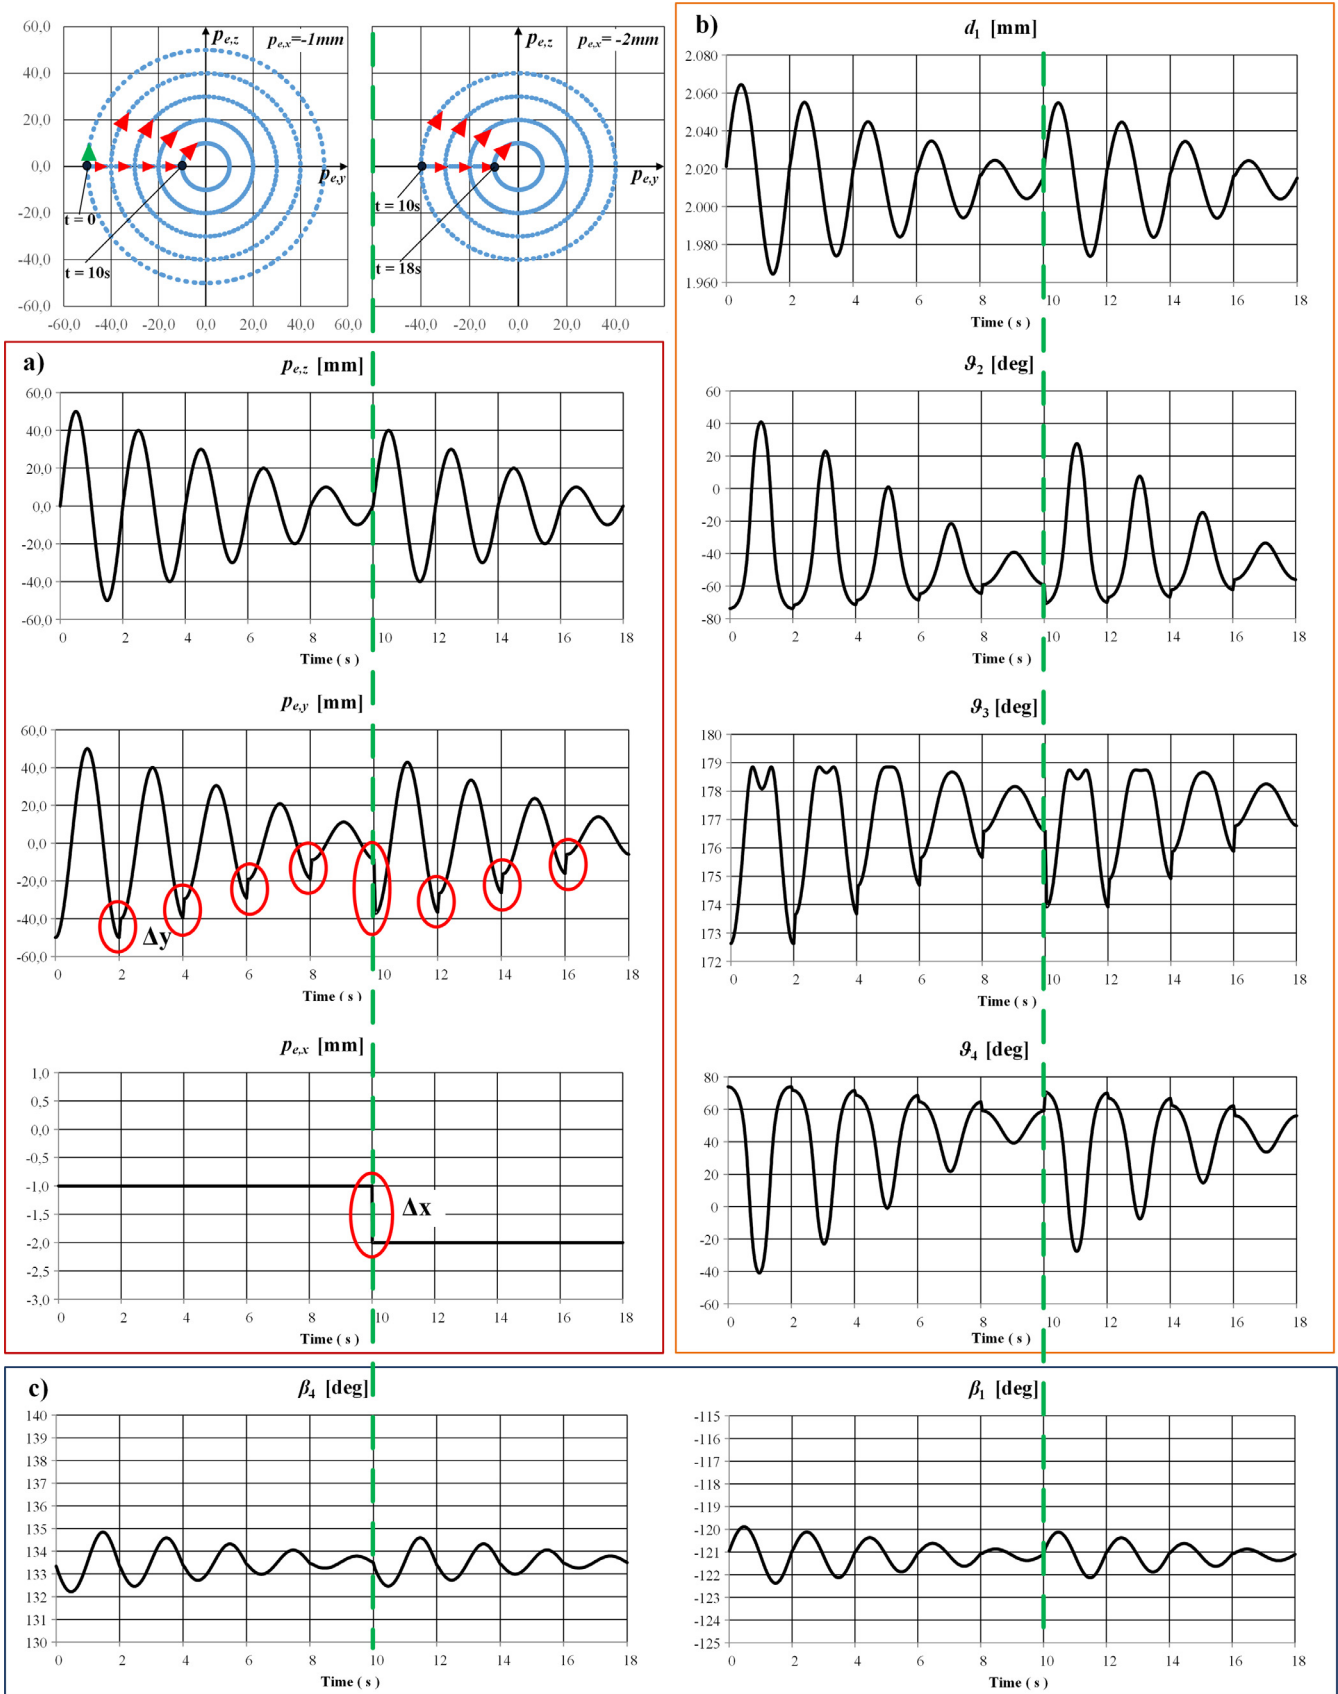 60,0
40,0
20,0
0,0
-20,0
-40,0
-60,0
p_e,z
p_e,x=-1mm
p_e,y
t = 0
t = 10s
-60,0 -40,0 -20,0 0,0 20,0 40,0 60,0
p_e,z
p_e,x= -2mm
p_e,y
t = 10s
t = 18s
-40,0 -20,0 0,0 20,0 40,0
a)
p_e,z [mm]
60,0
40,0
20,0
0,0
-20,0
-40,0
-60,0
0 2 4 6 8 10 12 14 16 18
Time ( s )
p_e,y [mm]
60,0
40,0
20,0
0,0
-20,0
-40,0
-60,0
Δy
0 2 4 6 8 10 12 14 16 18
Time ( s )
p_e,x [mm]
1,0
0,5
0,0
-0,5
-1,0
-1,5
-2,0
-2,5
-3,0
Δx
0 2 4 6 8 10 12 14 16 18
Time ( s )
b)
d₁ [mm]
2.080
2.060
2.040
2.020
2.000
1.980
1.960
0 2 4 6 8 10 12 14 16 18
Time ( s )
ϑ₂ [deg]
60
40
20
0
-20
-40
-60
-80
0 2 4 6 8 10 12 14 16 18
Time ( s )
ϑ₃ [deg]
180
179
178
177
176
175
174
173
172
0 2 4 6 8 10 12 14 16 18
Time ( s )
ϑ₄ [deg]
80
60
40
20
0
-20
-40
-60
0 2 4 6 8 10 12 14 16 18
Time ( s )
c)
β₄ [deg]
140
139
138
137
136
135
134
133
132
131
130
0 2 4 6 8 10 12 14 16 18
Time ( s )
β₁ [deg]
-115
-116
-117
-118
-119
-120
-121
-122
-123
-124
-125
0 2 4 6 8 10 12 14 16 18
Time ( s )